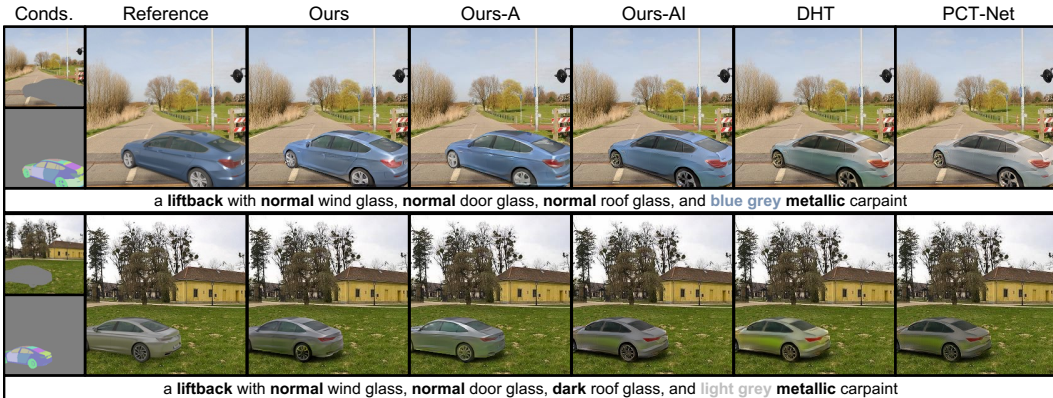 Conds. Reference Ours Ours-A Ours-AI DHT PCT-Net
a liftback with normal wind glass, normal door glass, normal roof glass, and blue grey metallic carpaint
a liftback with normal wind glass, normal door glass, dark roof glass, and light grey metallic carpaint